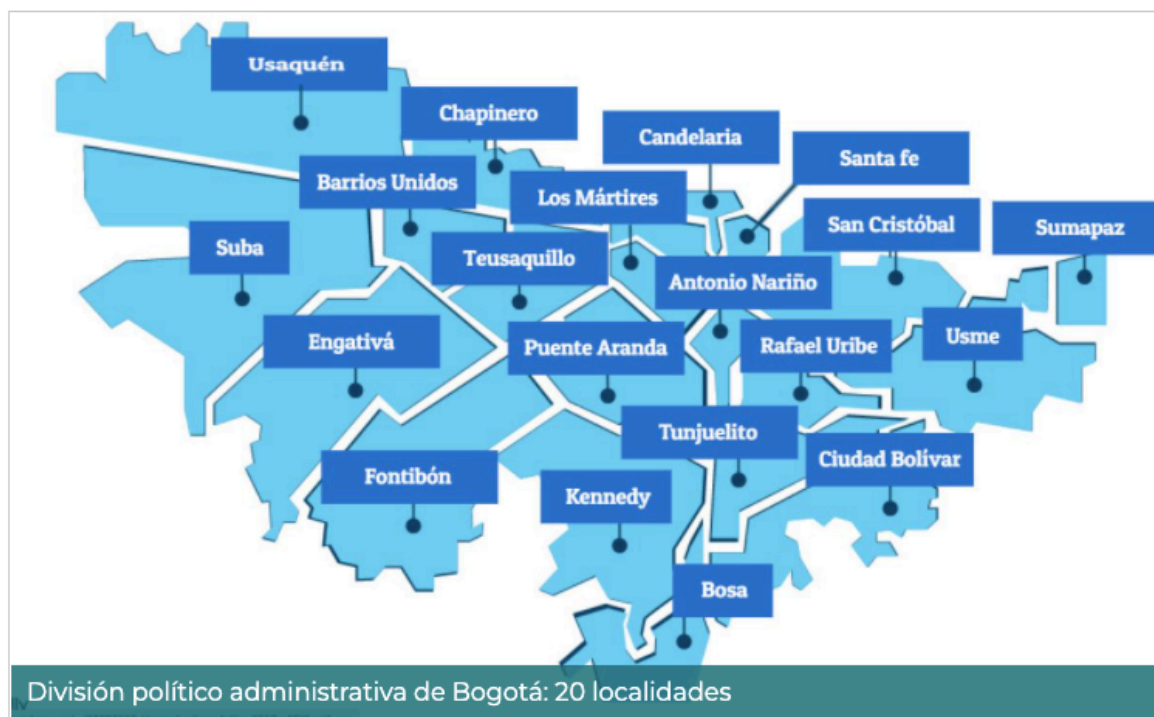 Usaquén
Chapinero
Candelaria
Santa fe
Barrios Unidos
Los Mártires
San Cristóbal
Sumapaz
Suba
Teusaquillo
Antonio Nariño
Engativá
Puente Aranda
Rafael Uribe
Usme
Tunjuelito
Ciudad Bolívar
Fontibón
Kennedy
Bosa
División político administrativa de Bogotá: 20 localidades